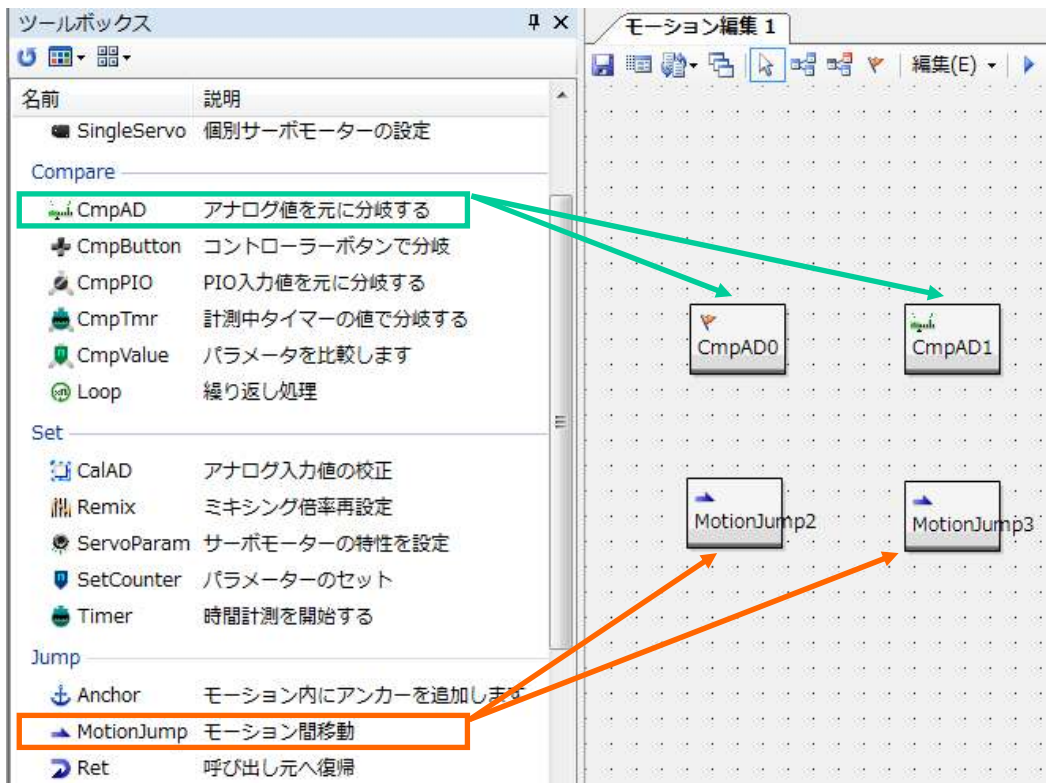 ツールボックス
名前 説明
SingleServo 個別サーボモーターの設定
Compare
CmpAD アナログ値を元に分岐する
CmpButton コントローラーボタンで分岐
CmpPIO PIO入力値を元に分岐する
CmpTmr 計測中タイマーの値で分岐する
CmpValue パラメータを比較します
Loop 繰り返し処理
Set
CalAD アナログ入力値の校正
Remix ミキシング倍率再設定
ServoParam サーボモーターの特性を設定
SetCounter パラメーターのセット
Timer 時間計測を開始する
Jump
Anchor モーション内にアンカーを追加します
MotionJump モーション間移動
Ret 呼び出し元へ復帰
モーション編集 1
編集(E)
CmpAD0
CmpAD1
MotionJump2
MotionJump3